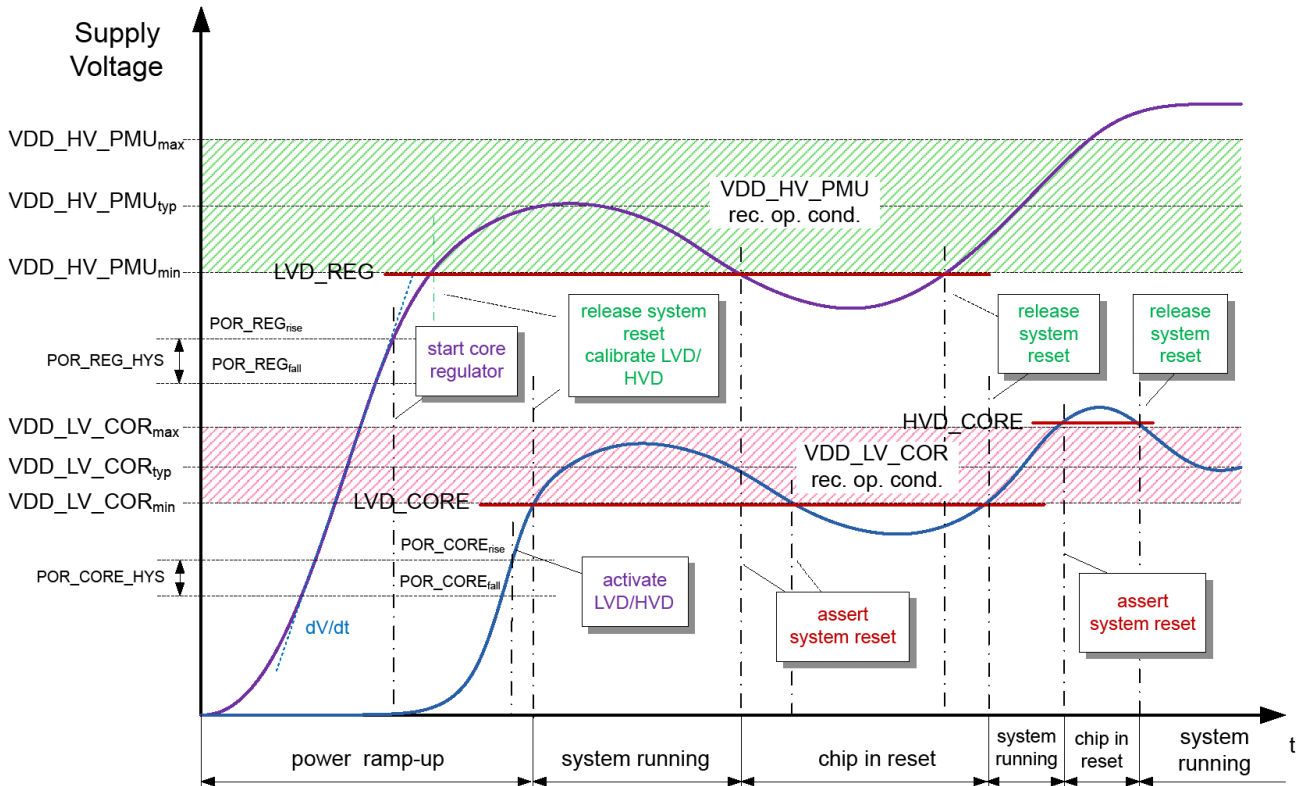 Supply
Voltage
VDD_HV_PMUmax
VDD_HV_PMUtyp
VDD_HV_PMUmin
VDD_HV_PMU
rec. op. cond.
LVD_REG
POR_REGrise
POR_REG_HYS
POR_REGfall
start core
regulator
release system
reset
calibrate LVD/
HVD
release
system
reset
release
system
reset
VDD_LV_CORmax
VDD_LV_CORtyp
VDD_LV_CORmin
HVD_CORE
VDD_LV_COR
rec. op. cond.
LVD_CORE
POR_CORErise
POR_CORE_HYS
POR_COREfall
activate
LVD/HVD
assert
system reset
assert
system reset
dV/dt
power ramp-up
system running
chip in reset
system
running
chip in
reset
system
running
t